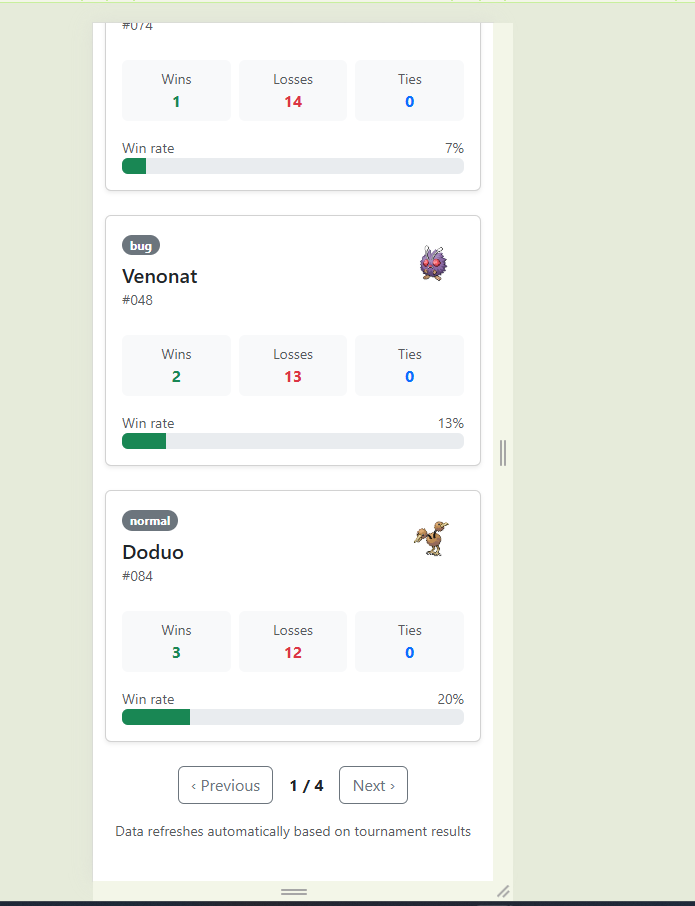 #074
Wins Losses Ties
1 14 0
Win rate 7%
bug
Venonat
#048
Wins Losses Ties
2 13 0
Win rate 13%
normal
Doduo
#084
Wins Losses Ties
3 12 0
Win rate 20%
‹ Previous 1 / 4 Next ›
Data refreshes automatically based on tournament results